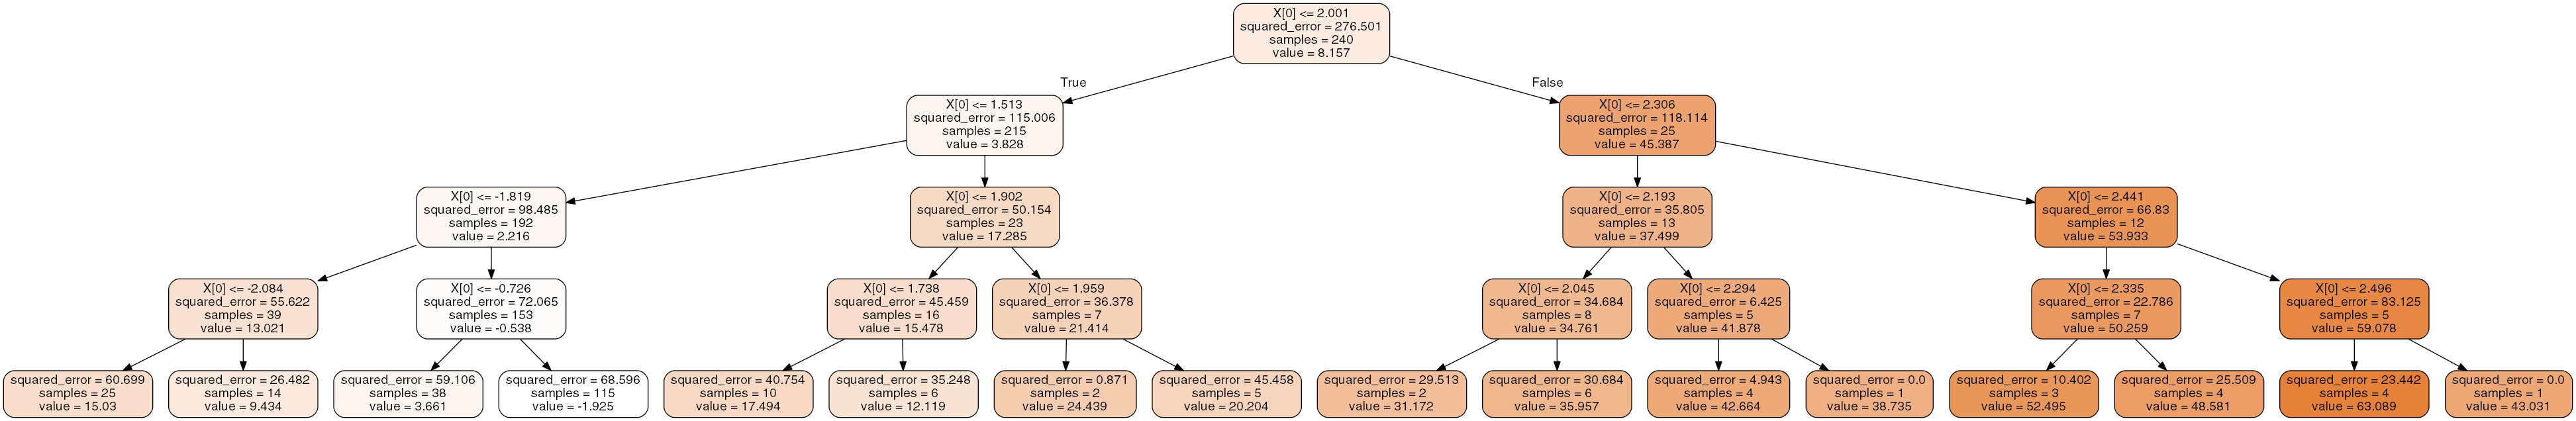 X[0] <= 2.001
squared_error = 276.501
samples = 240
value = 8.157
True
False
X[0] <= 1.513
squared_error = 115.006
samples = 215
value = 3.828
X[0] <= 2.306
squared_error = 118.114
samples = 25
value = 45.387
X[0] <= -1.819
squared_error = 98.485
samples = 192
value = 2.216
X[0] <= 1.902
squared_error = 50.154
samples = 23
value = 17.285
X[0] <= 2.193
squared_error = 35.805
samples = 13
value = 37.499
X[0] <= 2.441
squared_error = 66.83
samples = 12
value = 53.933
X[0] <= -2.084
squared_error = 55.622
samples = 39
value = 13.021
X[0] <= -0.726
squared_error = 72.065
samples = 153
value = -0.538
X[0] <= 1.738
squared_error = 45.459
samples = 16
value = 15.478
X[0] <= 1.959
squared_error = 36.378
samples = 7
value = 21.414
X[0] <= 2.045
squared_error = 34.684
samples = 8
value = 34.761
X[0] <= 2.294
squared_error = 6.425
samples = 5
value = 41.878
X[0] <= 2.335
squared_error = 22.786
samples = 7
value = 50.259
X[0] <= 2.496
squared_error = 83.125
samples = 5
value = 59.078
squared_error = 60.699
samples = 25
value = 15.03
squared_error = 26.482
samples = 14
value = 9.434
squared_error = 59.106
samples = 38
value = 3.661
squared_error = 68.596
samples = 115
value = -1.925
squared_error = 40.754
samples = 10
value = 17.494
squared_error = 35.248
samples = 6
value = 12.119
squared_error = 0.871
samples = 2
value = 24.439
squared_error = 45.458
samples = 5
value = 20.204
squared_error = 29.513
samples = 2
value = 31.172
squared_error = 30.684
samples = 6
value = 35.957
squared_error = 4.943
samples = 4
value = 42.664
squared_error = 0.0
samples = 1
value = 38.735
squared_error = 10.402
samples = 3
value = 52.495
squared_error = 25.509
samples = 4
value = 48.581
squared_error = 23.442
samples = 4
value = 63.089
squared_error = 0.0
samples = 1
value = 43.031